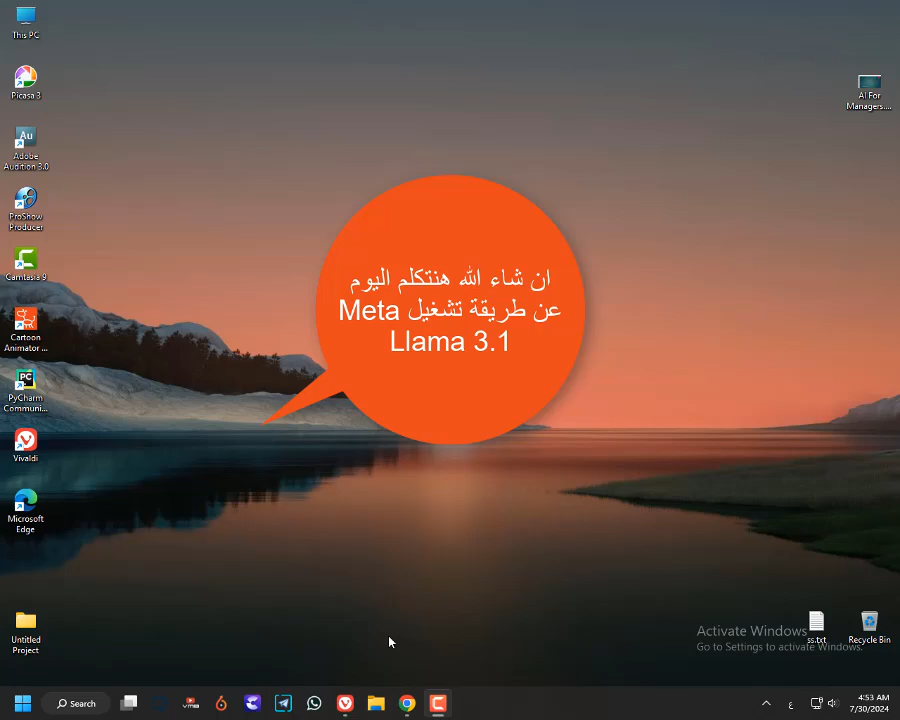 This PC
Picasa 3
Au
Adobe
Audition 3.0
ProShow
Producer
Camtasia 9
Cartoon
Animator ...
PC
PyCharm
Communi...
Vivaldi
Microsoft
Edge
Untitled
Project
AI For
Managers....
ان شاء الله هنتكلم اليوم
عن طريقة تشغيل Meta
Llama 3.1
Activate Windows
Go to Settings to activate Windows.
ss.txt
Recycle Bin
Search
ع
4:53 AM
7/30/2024